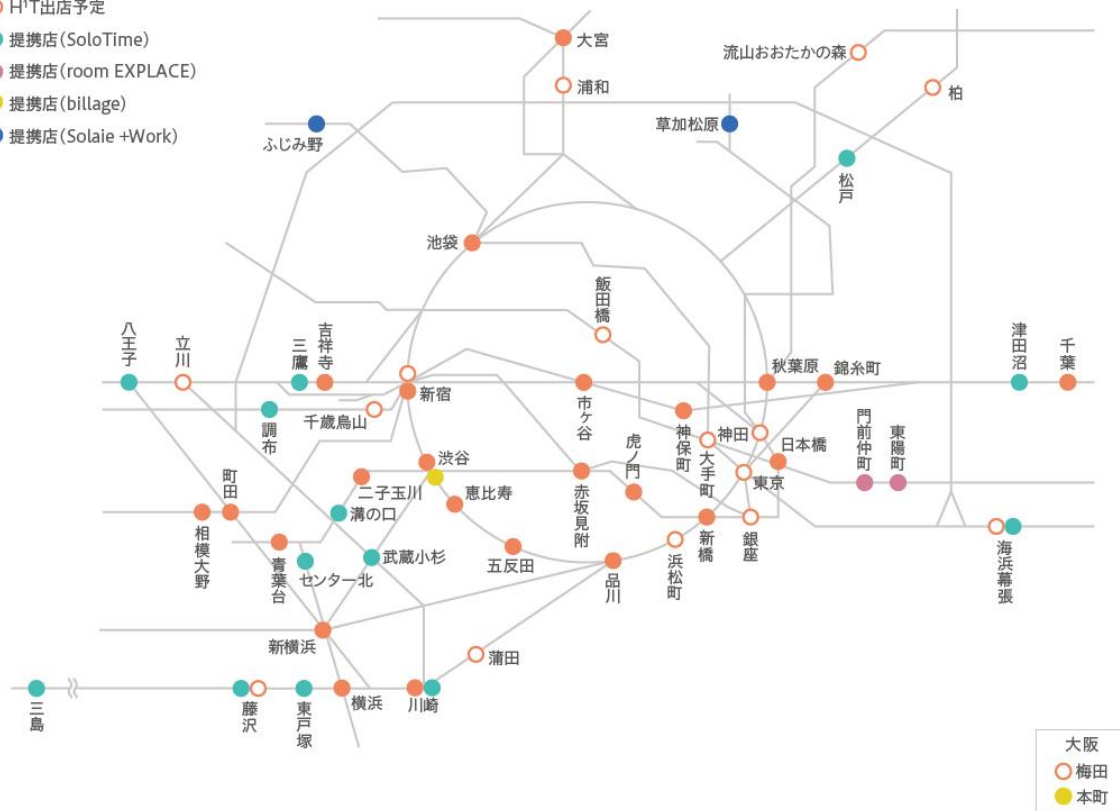 H¹T出店予定
提携店(SoloTime)
提携店(room EXPLACE)
提携店(billage)
提携店(Solaie +Work)
大宮
浦和
流山おおたかの森
柏
ふじみ野
草加松原
松戸
池袋
飯田橋
八王子
立川
三鷹
吉祥寺
新宿
市ヶ谷
秋葉原
錦糸町
津田沼
千葉
調布
千歳烏山
神保町
神田
大手町
日本橋
東京
門前仲町
東陽町
町田
渋谷
二子玉川
恵比寿
赤坂見附
虎ノ門
相模大野
溝の口
新橋
銀座
海浜幕張
青葉台
センター北
武蔵小杉
五反田
品川
浜松町
新横浜
蒲田
三島
藤沢
東戸塚
横浜
川崎
大阪
梅田
本町